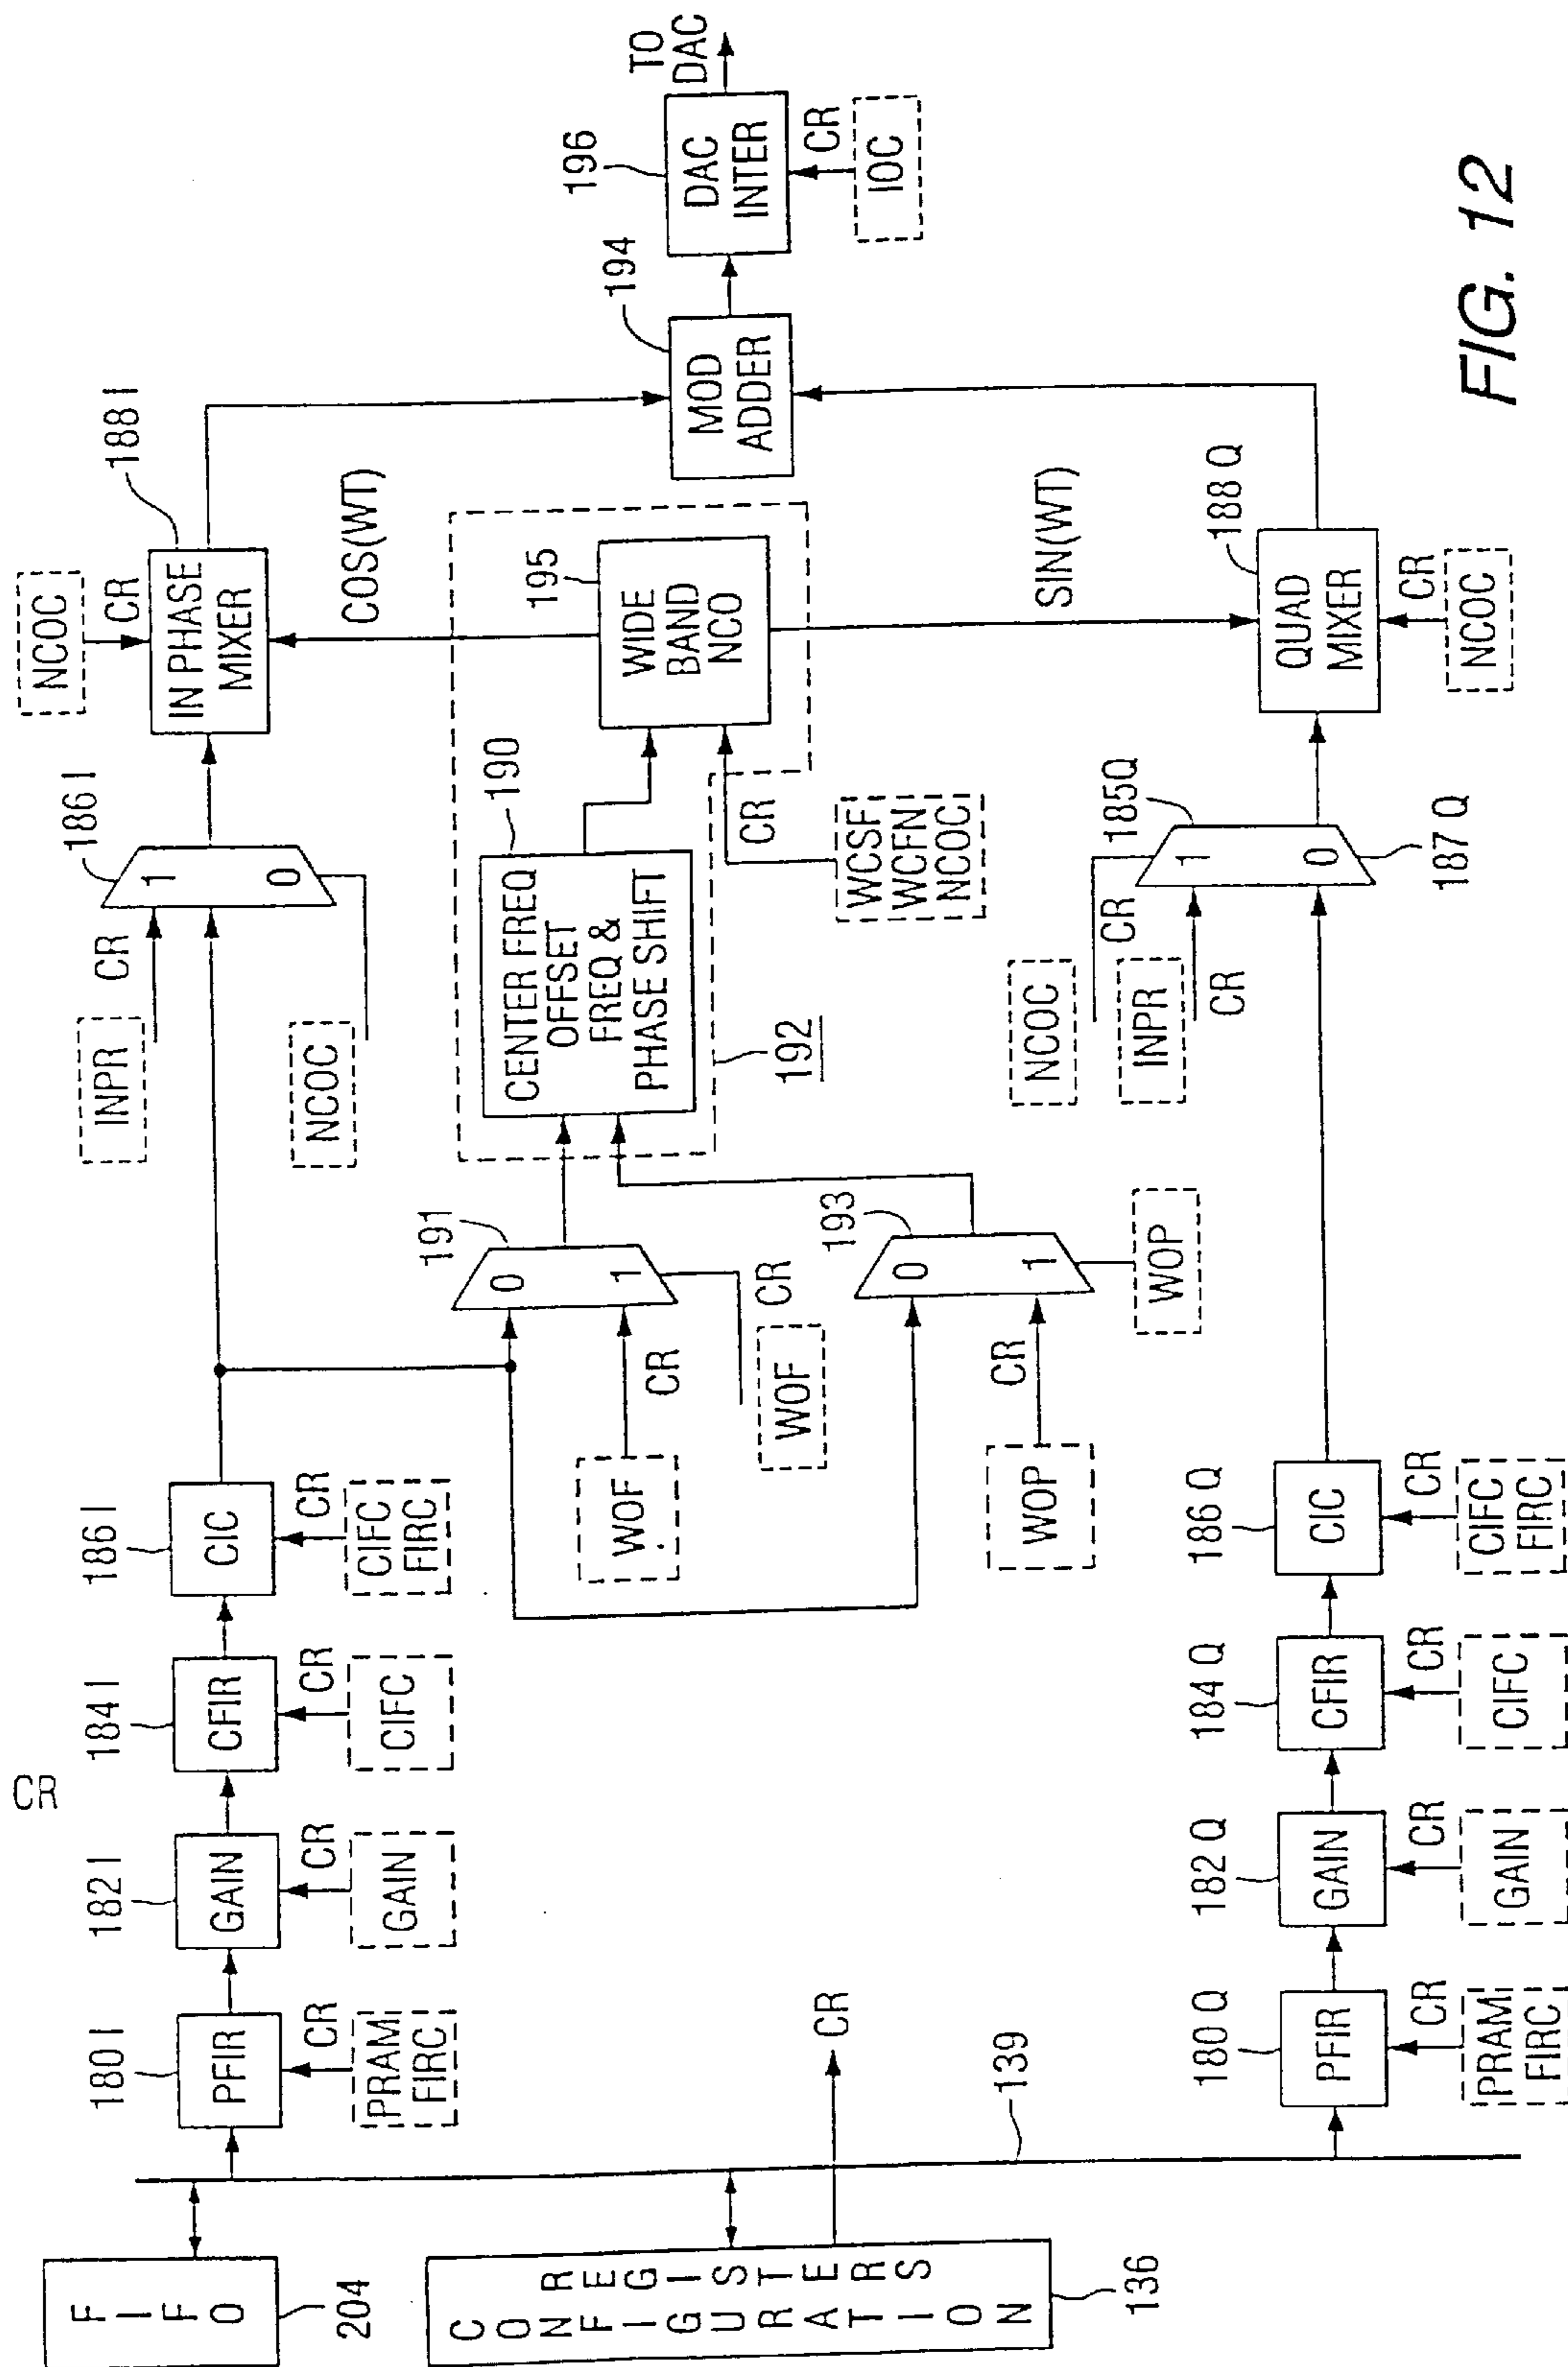 FIFO
204
CONFIGURATION
REGISTERS
136
139
CR
CR
180 I
PFIR
CR
PRAM
FIRC
182 I
GAIN
CR
GAIN
184 I
CFIR
CR
CIFC
186 I
CIC
CR
CIFC
FIRC
INPR
CR
186 I
1
0
NCOC
NCOC
CR
IN PHASE
MIXER
188 I
COS(WT)
191
0
1
CR
WOF
CR
WOF
193
0
1
CR
WOP
WOP
190
CENTER FREQ
OFFSET
FREQ &
PHASE SHIFT
192
195
WIDE
BAND
NCO
CR
WCSF
WCFN
NCOC
SIN(WT)
194
MOD
ADDER
196
DAC
INTER
TO
DAC
CR
IOC
180 Q
PFIR
CR
PRAM
FIRC
182 Q
GAIN
CR
GAIN
184 Q
CFIR
CR
CIFC
186 Q
CIC
CR
CIFC
FIRC
NCOC
CR
INPR
CR
185Q
1
0
187 Q
188 Q
QUAD
MIXER
CR
NCOC
FIG. 12